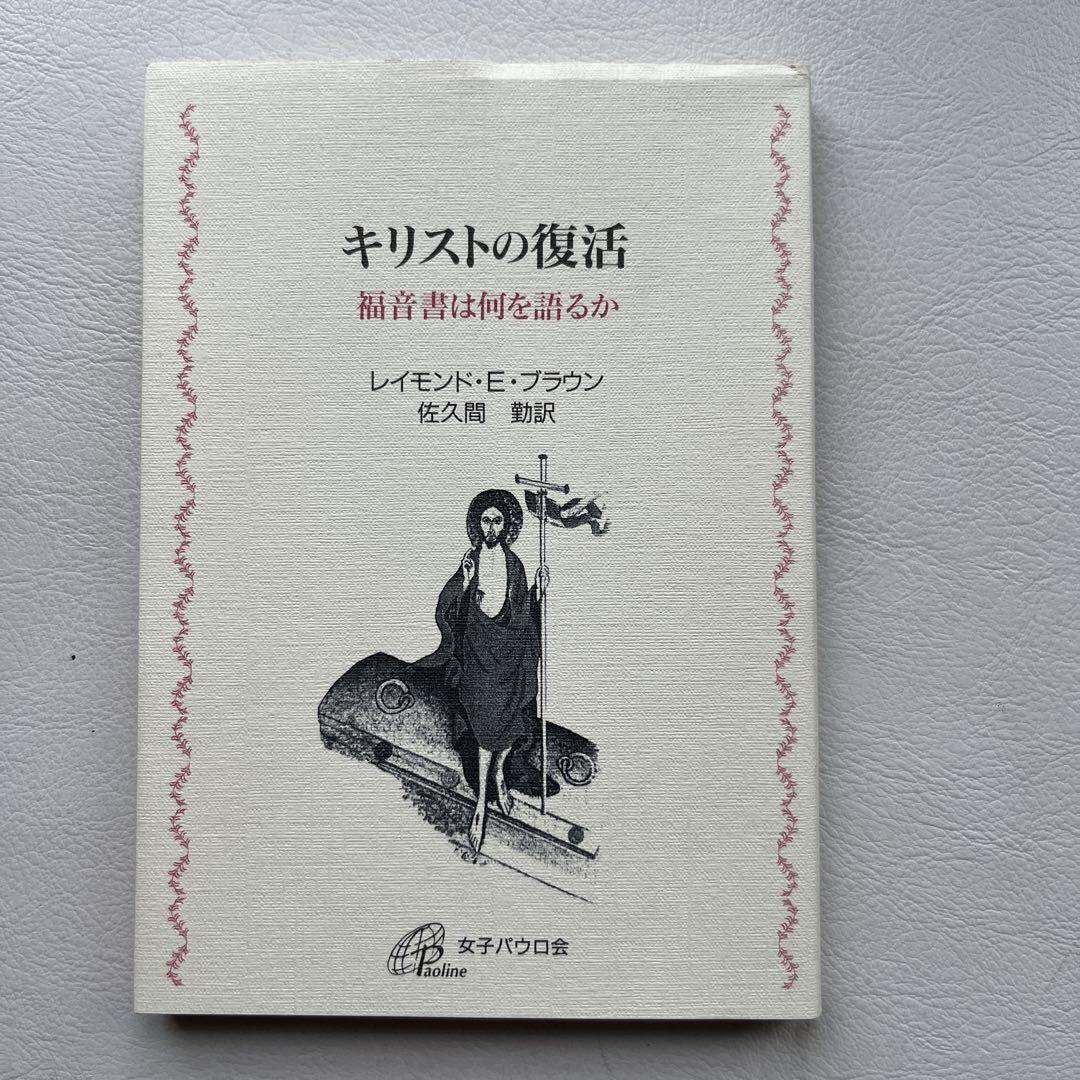 キリストの復活
福音書は何を語るか
レイモンド・E・ブラウン
佐久間　勤訳
Paoline
女子パウロ会